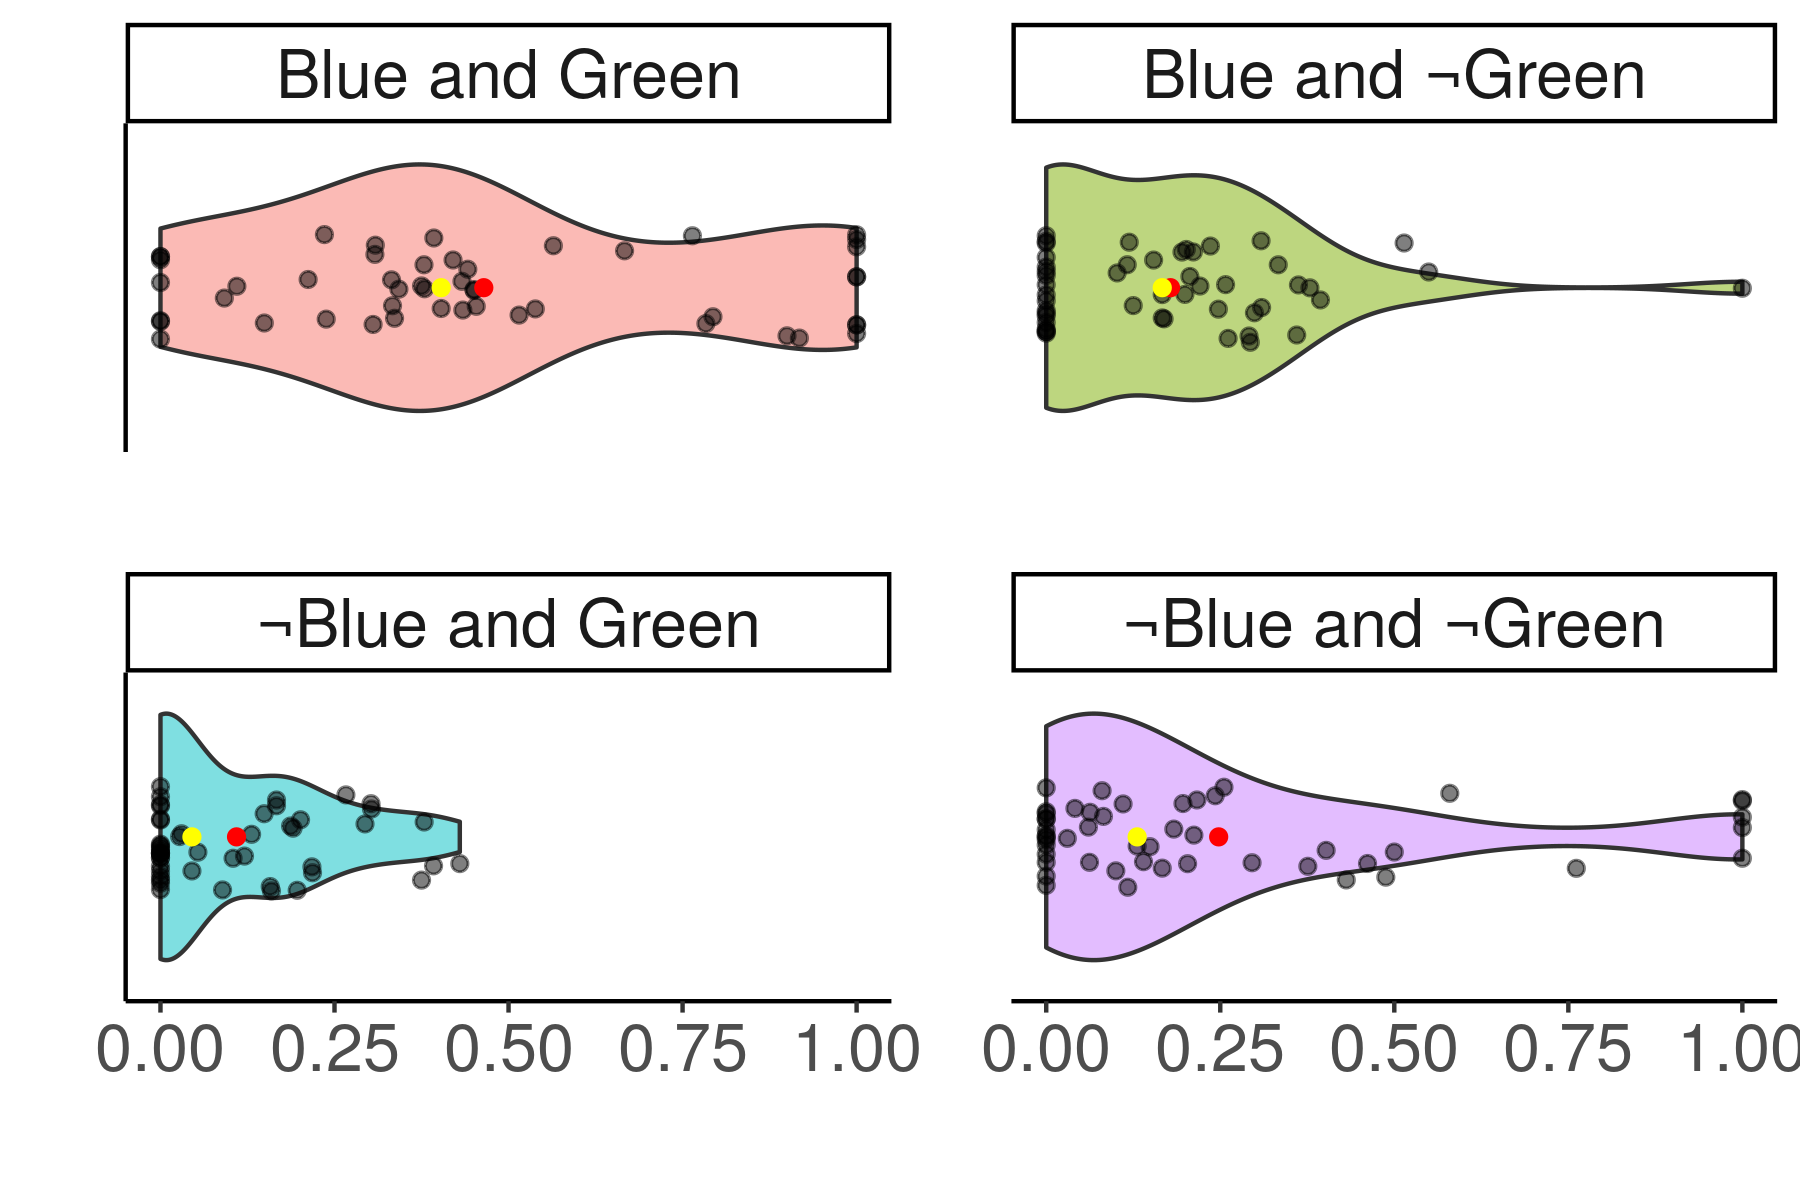 Blue and Green
Blue and ¬Green
¬Blue and Green
¬Blue and ¬Green
0.00 0.25 0.50 0.75 1.00
0.00 0.25 0.50 0.75 1.00